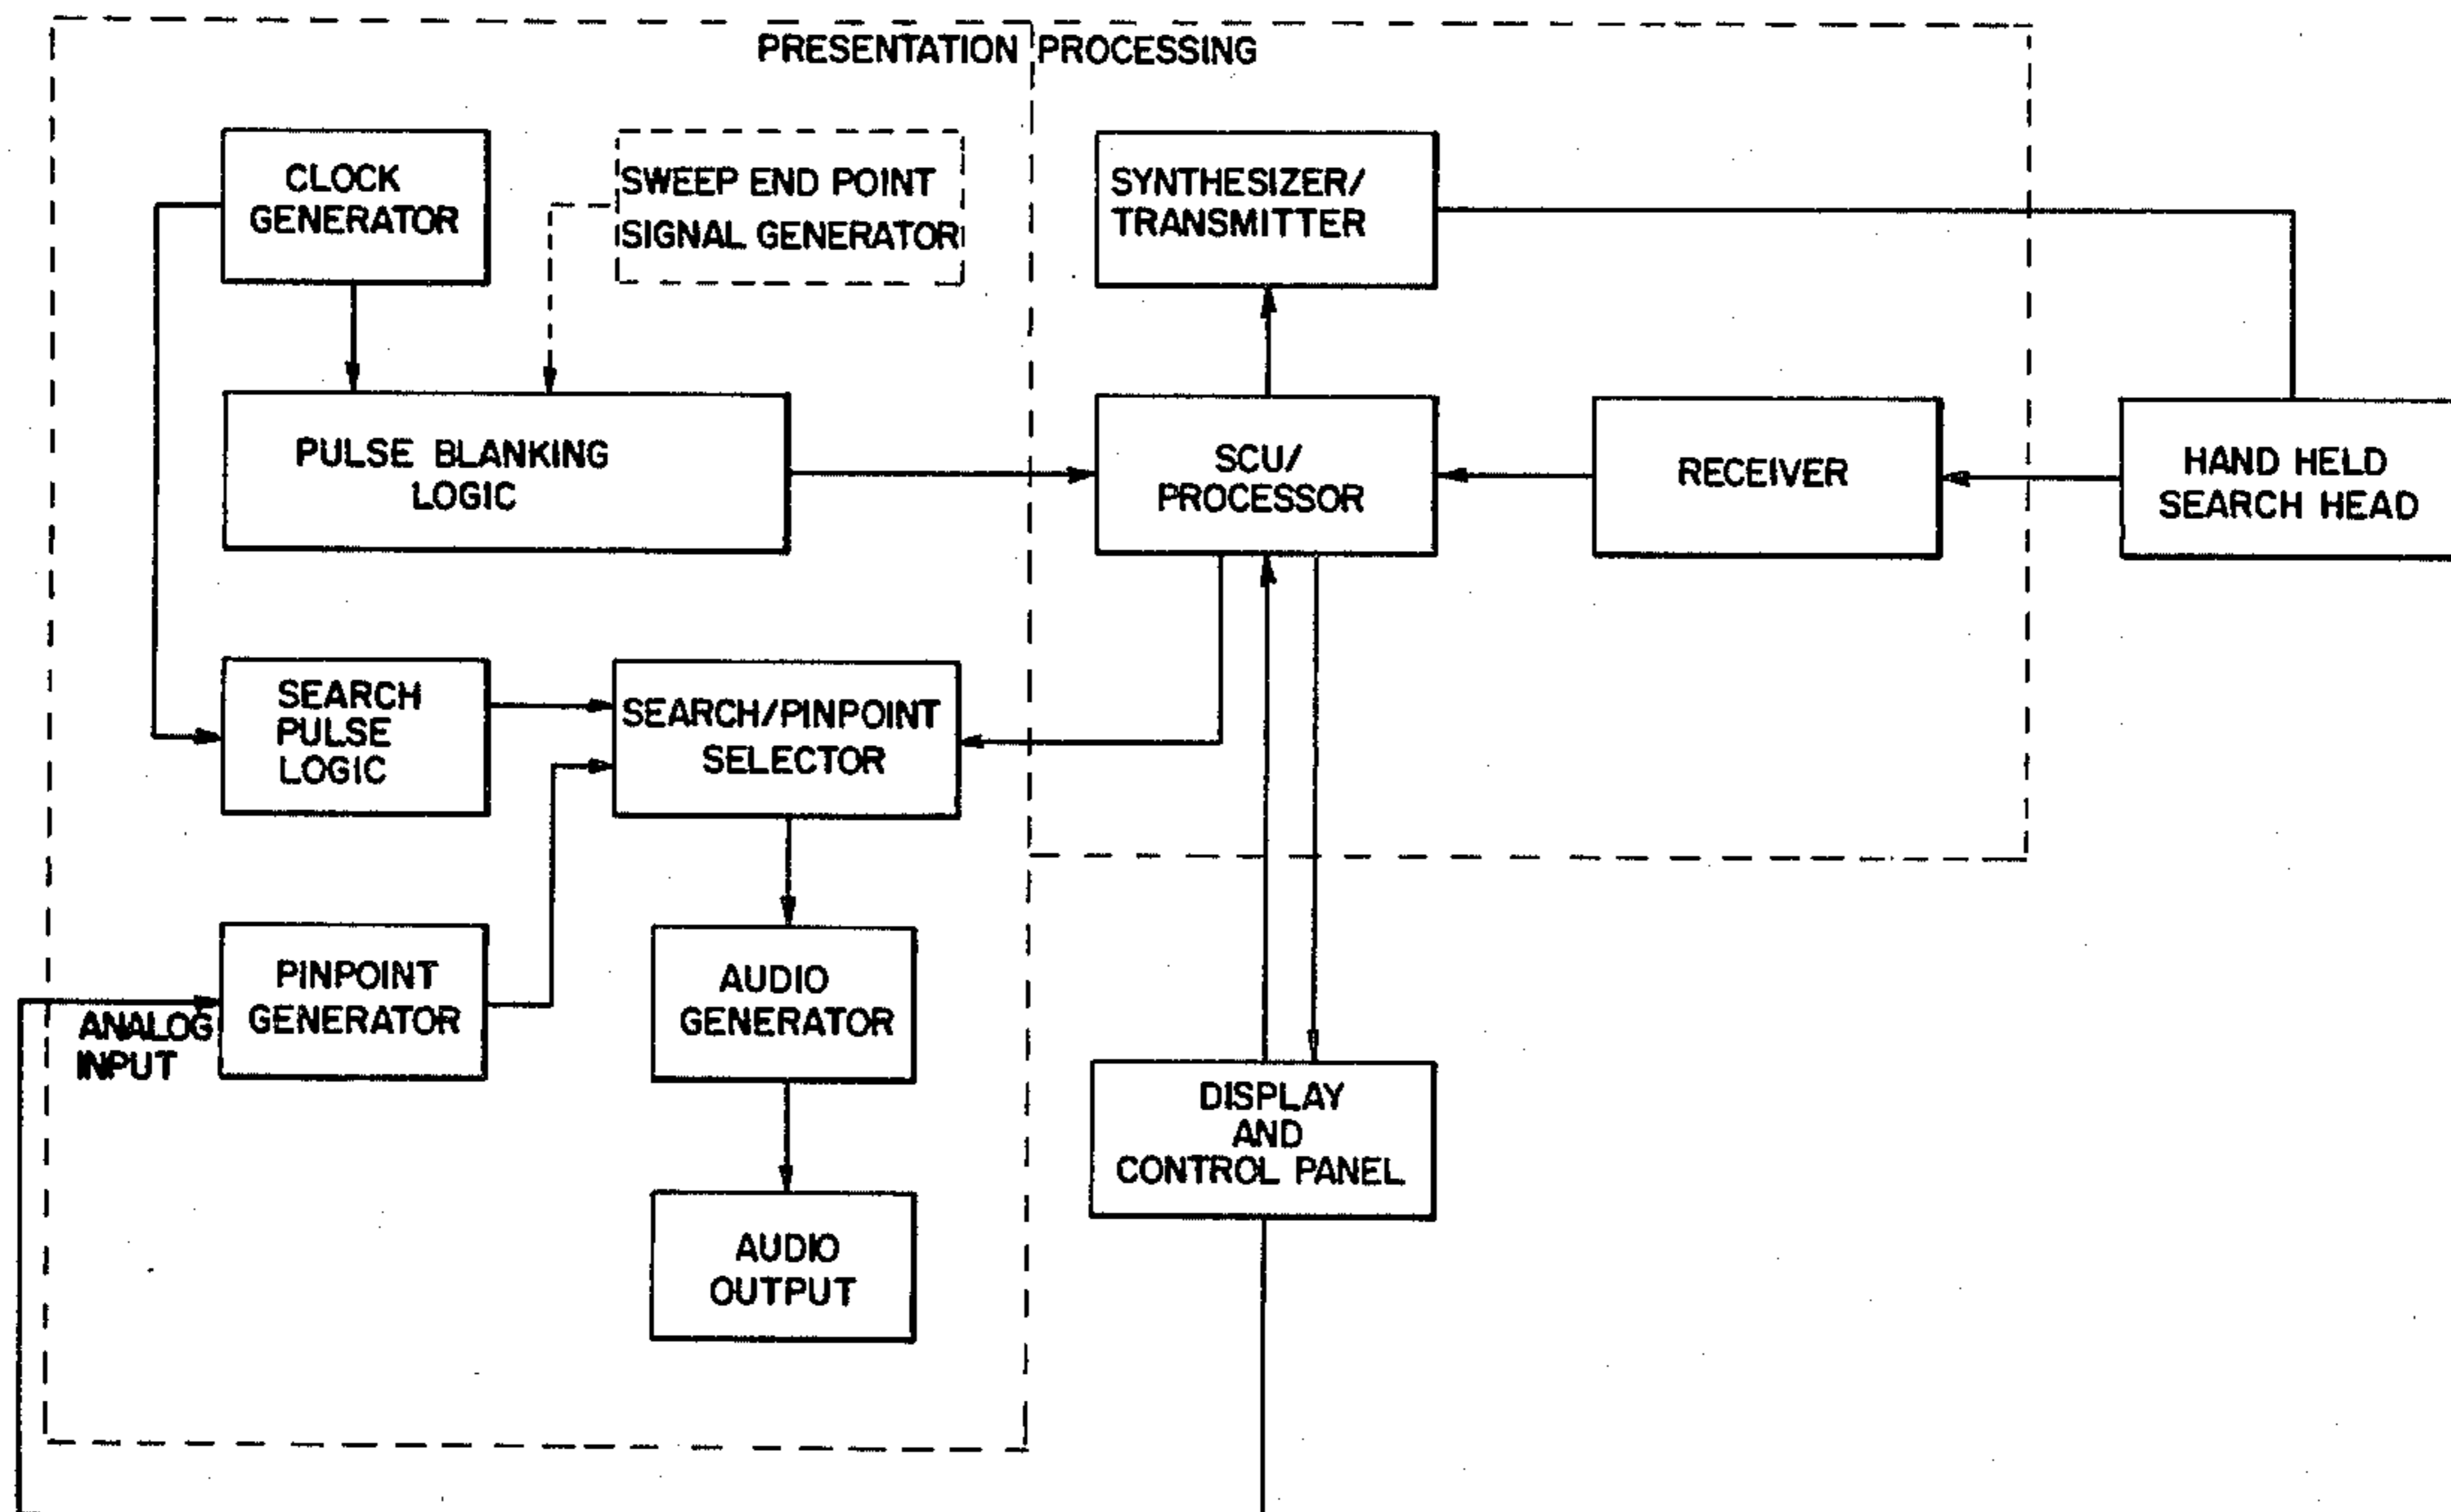 PRESENTATION PROCESSING
CLOCK
GENERATOR
SWEEP END POINT
SIGNAL GENERATOR
SYNTHESIZER/
TRANSMITTER
PULSE BLANKING
LOGIC
SCU/
PROCESSOR
RECEIVER
HAND HELD
SEARCH HEAD
SEARCH
PULSE
LOGIC
SEARCH/PINPOINT
SELECTOR
PINPOINT
GENERATOR
ANALOG
INPUT
AUDIO
GENERATOR
DISPLAY
AND
CONTROL PANEL
AUDIO
OUTPUT